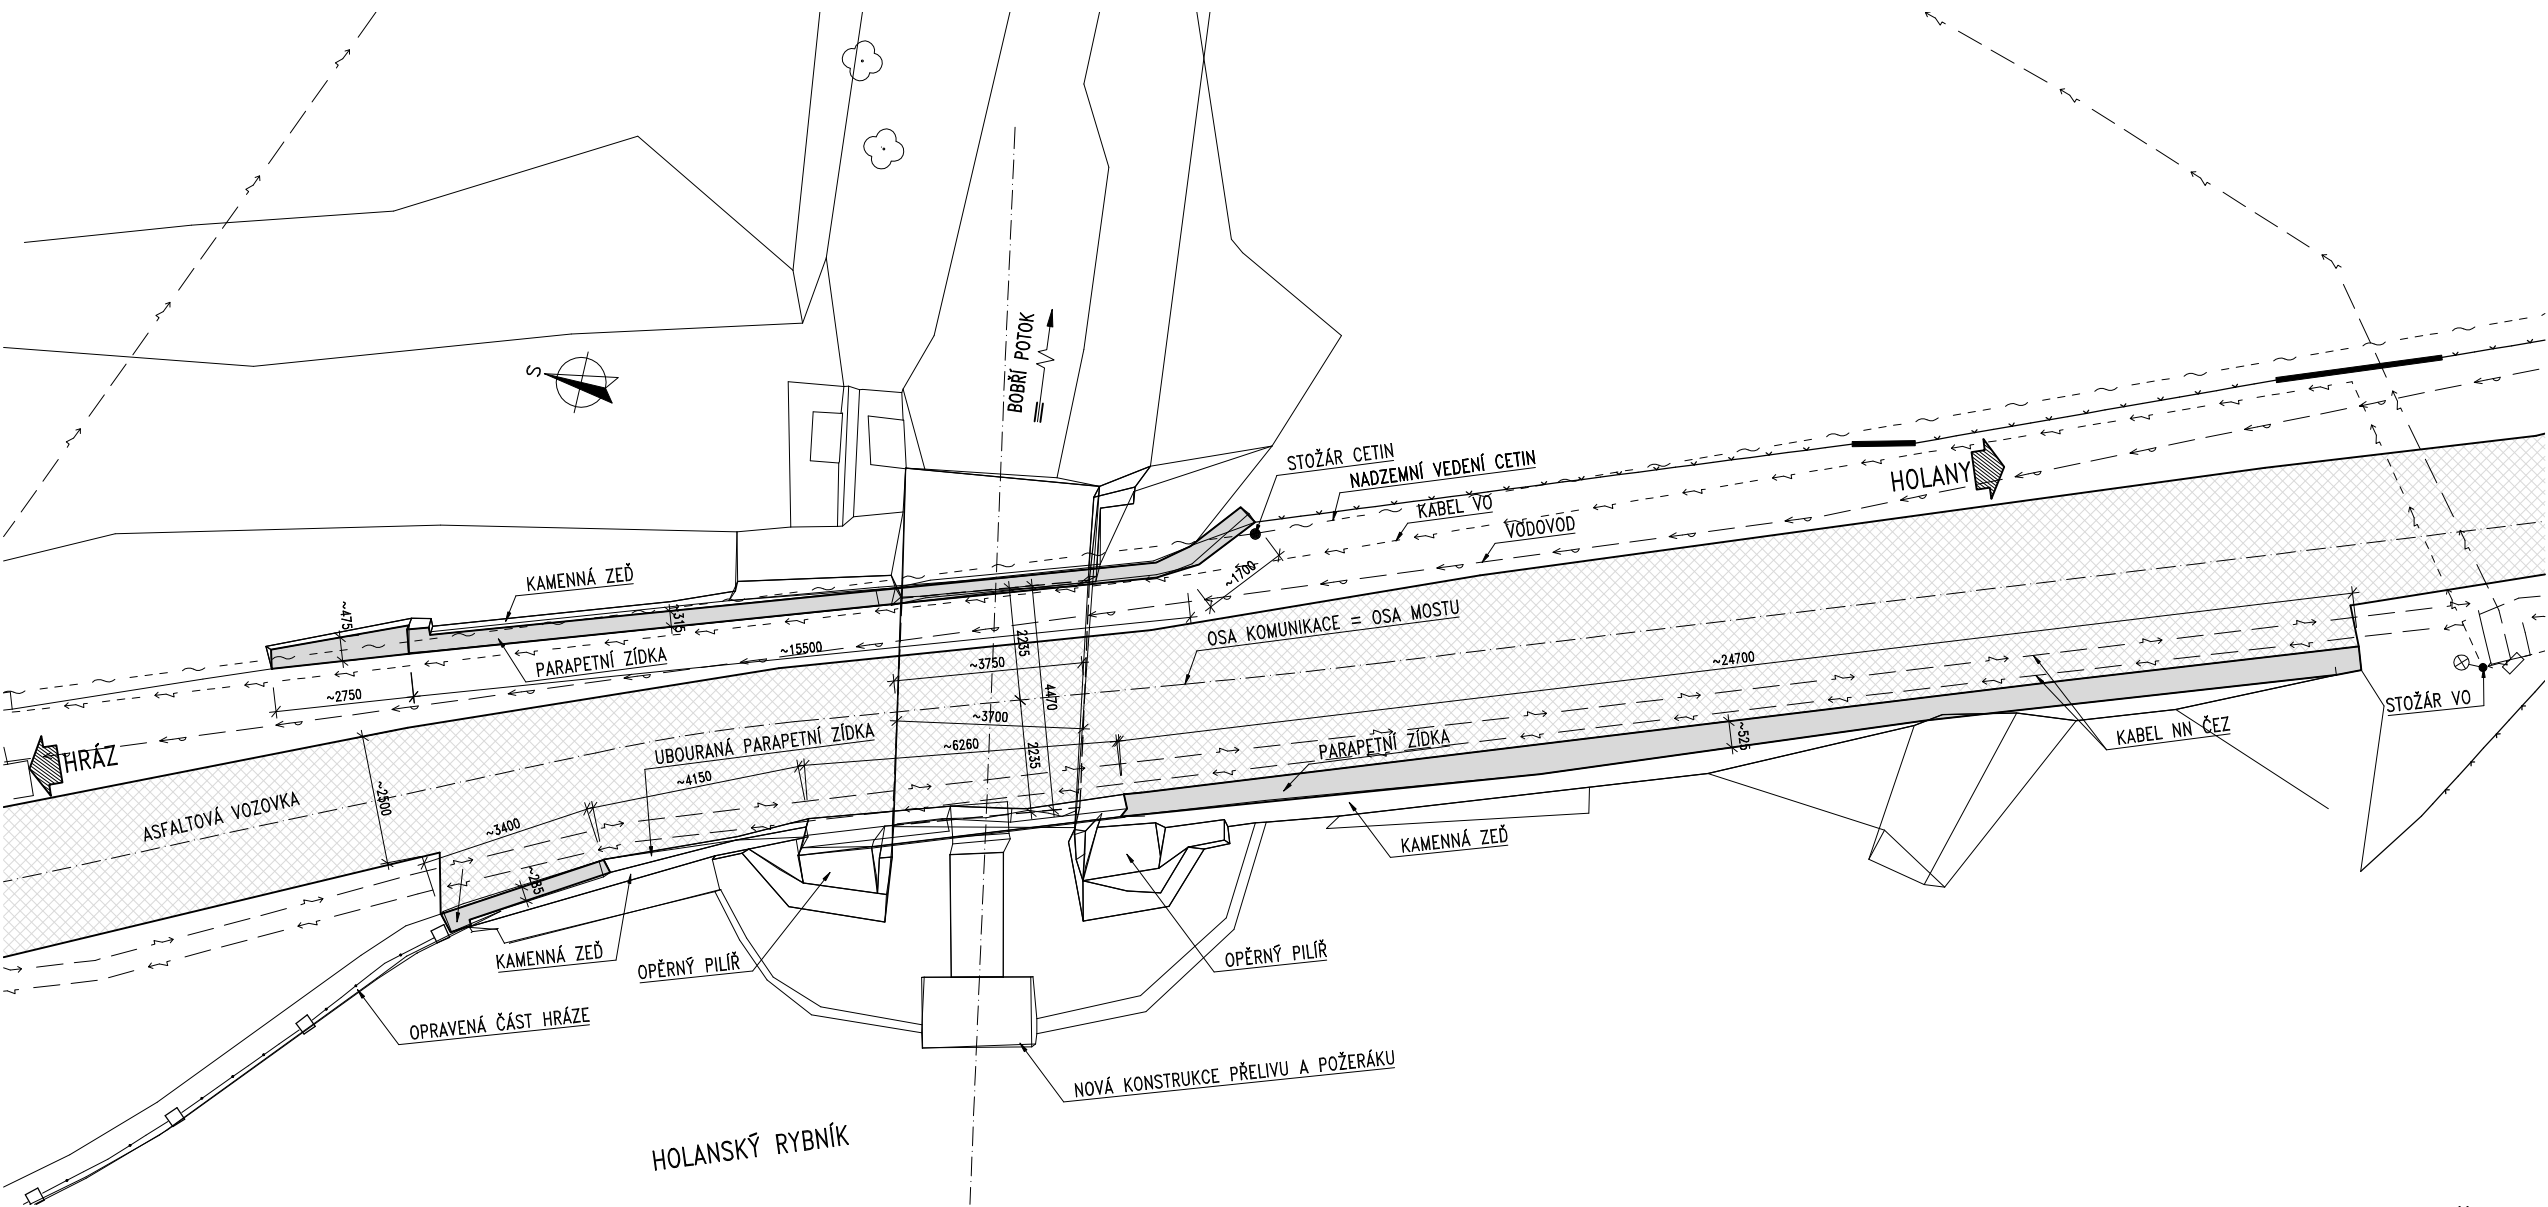 S
BOBŘÍ POTOK
STOŽÁR CETIN
NADZEMNÍ VEDENÍ CETIN
KABEL VO
VODOVOD
HOLANY
KAMENNÁ ZEĎ
~475
~315
~1700
PARAPETNÍ ZÍDKA
~15500
~2750
2235
~3750
4470
OSA KOMUNIKACE = OSA MOSTU
~24700
~3700
2235
~6260
UBOURANÁ PARAPETNÍ ZÍDKA
~4150
HRÁZ
~2500
ASFALTOVÁ VOZOVKA
~3400
~285
PARAPETNÍ ZÍDKA
~525
KABEL NN ČEZ
STOŽÁR VO
KAMENNÁ ZEĎ
KAMENNÁ ZEĎ
OPĚRNÝ PILÍŘ
OPĚRNÝ PILÍŘ
OPRAVENÁ ČÁST HRÁZE
NOVÁ KONSTRUKCE PŘELIVU A POŽERÁKU
HOLANSKÝ RYBNÍK